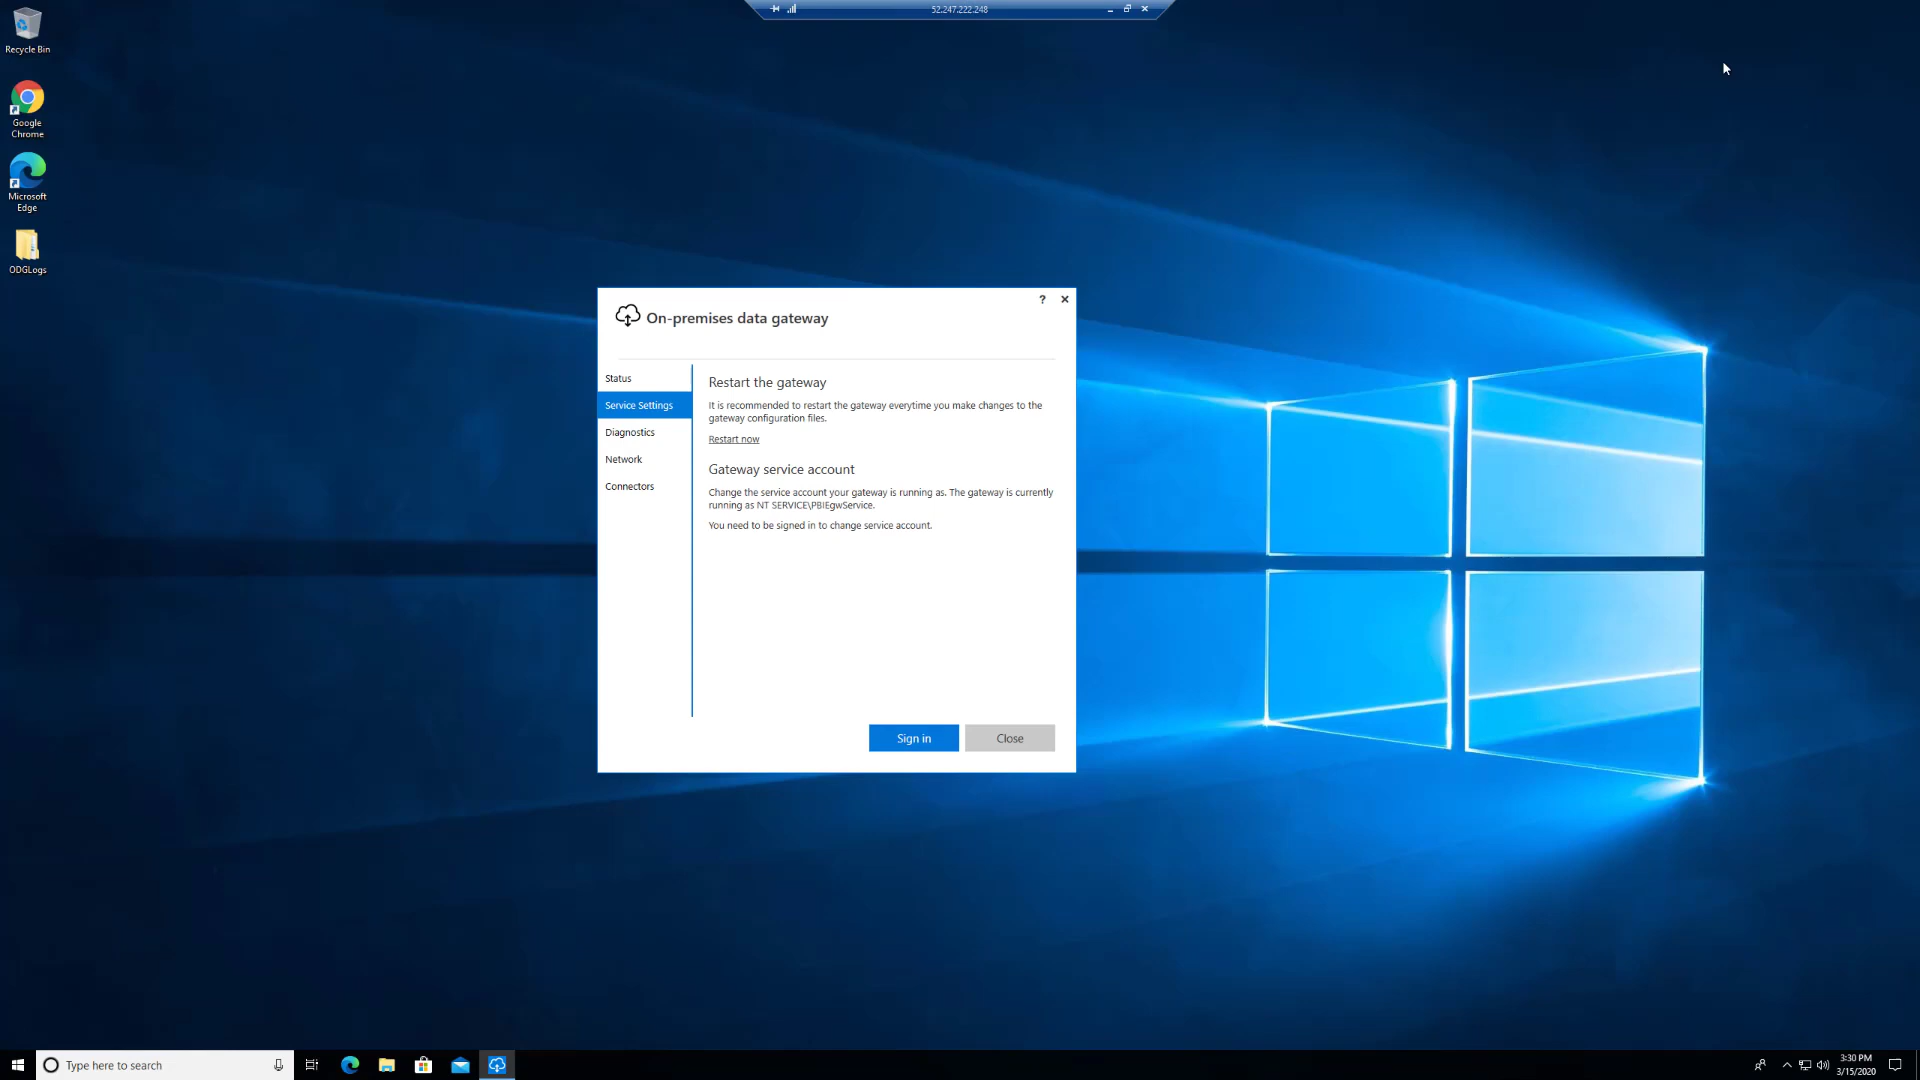 52.247.222.248
Recycle Bin
Google
Chrome
Microsoft
Edge
ODGLogs
?
On-premises data gateway
Status
Service Settings
Diagnostics
Network
Connectors
Restart the gateway
It is recommended to restart the gateway everytime you make changes to the
gateway configuration files.
Restart now
Gateway service account
Change the service account your gateway is running as. The gateway is currently
running as NT SERVICE\PBIEgwService.
You need to be signed in to change service account.
Sign in
Close
Type here to search
3:30 PM
3/15/2020